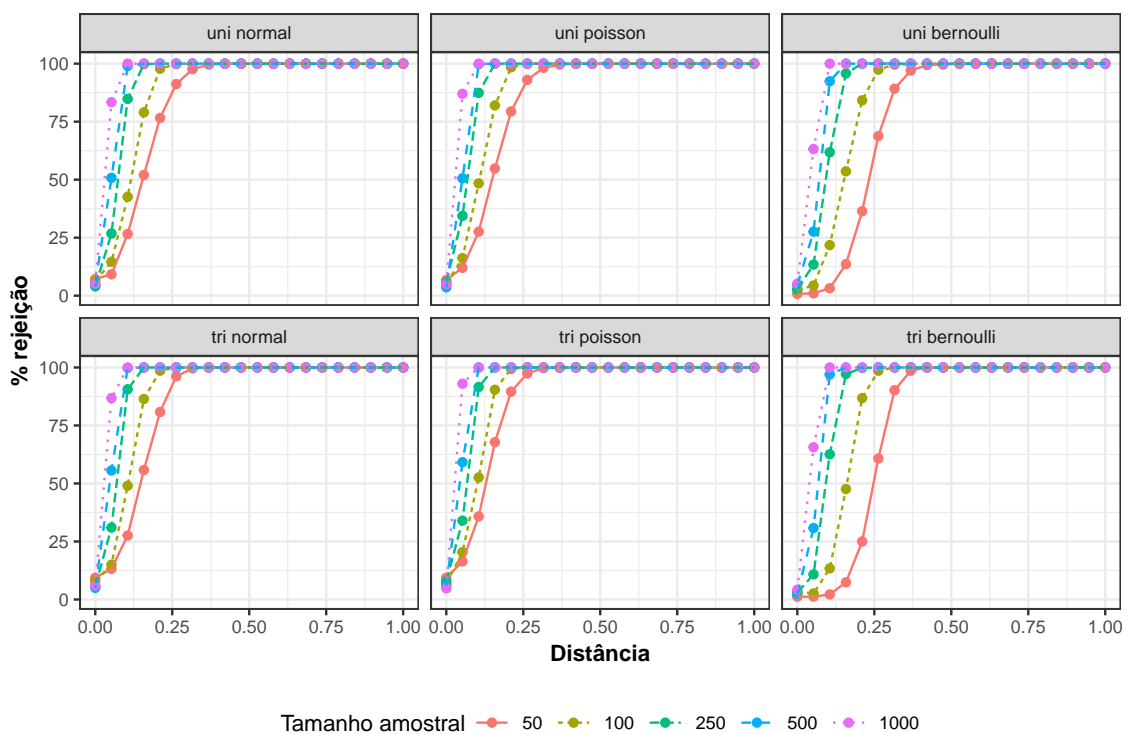 uni normal uni poisson uni bernoulli
100
75
50
25
0
tri normal tri poisson tri bernoulli
100
75
50
25
0
% rejeição
0.00 0.25 0.50 0.75 1.00 0.00 0.25 0.50 0.75 1.00 0.00 0.25 0.50 0.75 1.00
Distância
Tamanho amostral 50 100 250 500 1000